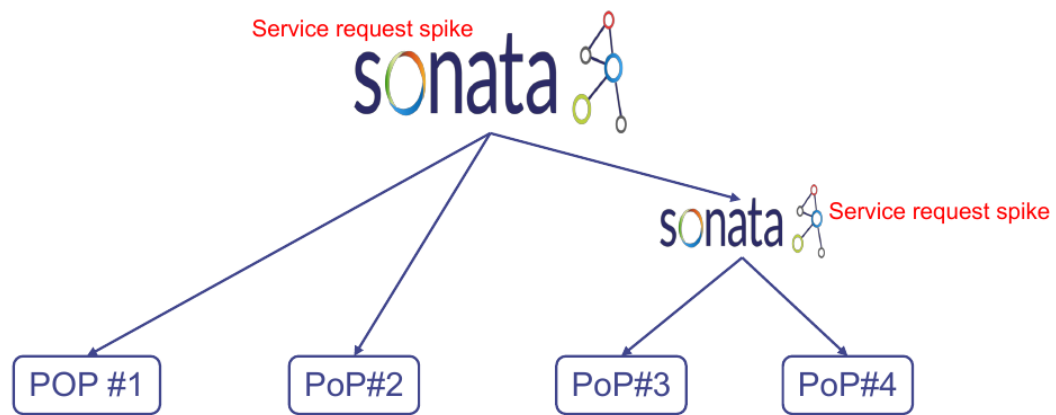 Service request spike
sonata
sonata
Service request spike
POP #1
PoP#2
PoP#3
PoP#4